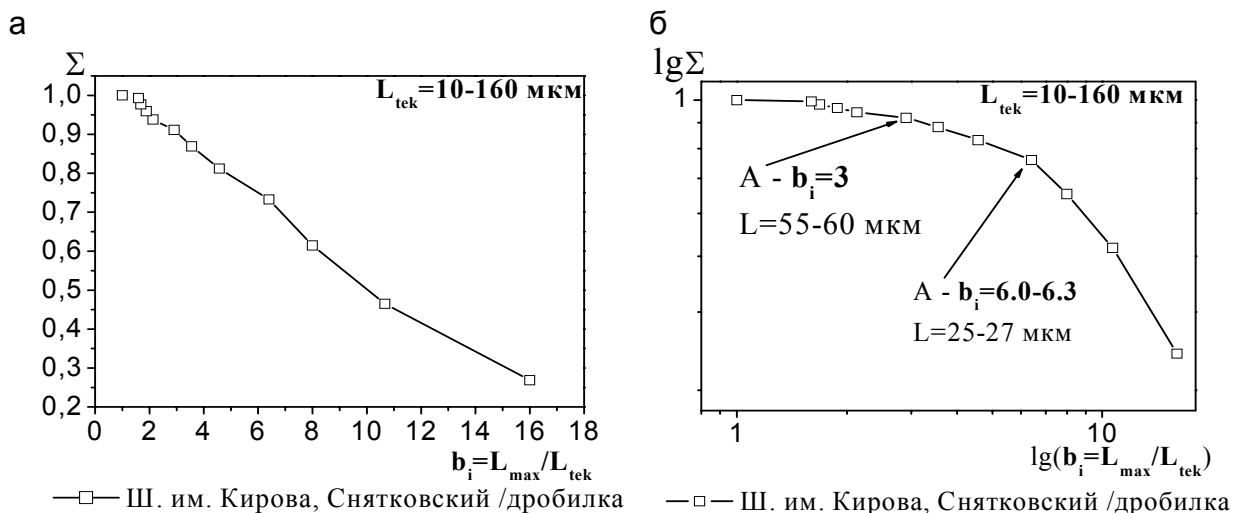 а
Σ
L_tek=10-160 мкм
1,0
0,9
0,8
0,7
0,6
0,5
0,4
0,3
0,2
0 2 4 6 8 10 12 14 16 18
b_i=L_max/L_tek
Ш. им. Кирова, Снятковский /дробилка
б
lgΣ
1
L_tek=10-160 мкм
A - b_i=3
L=55-60 мкм
A - b_i=6.0-6.3
L=25-27 мкм
1 10
lg(b_i=L_max/L_tek)
Ш. им. Кирова, Снятковский /дробилка